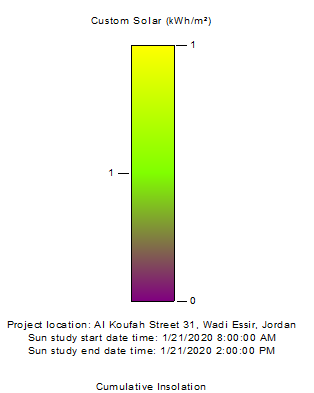 Custom Solar (kWh/m²)
1
1
0
Project location: Al Koufah Street 31, Wadi Essir, Jordan
Sun study start date time: 1/21/2020 8:00:00 AM
Sun study end date time: 1/21/2020 2:00:00 PM
Cumulative Insolation